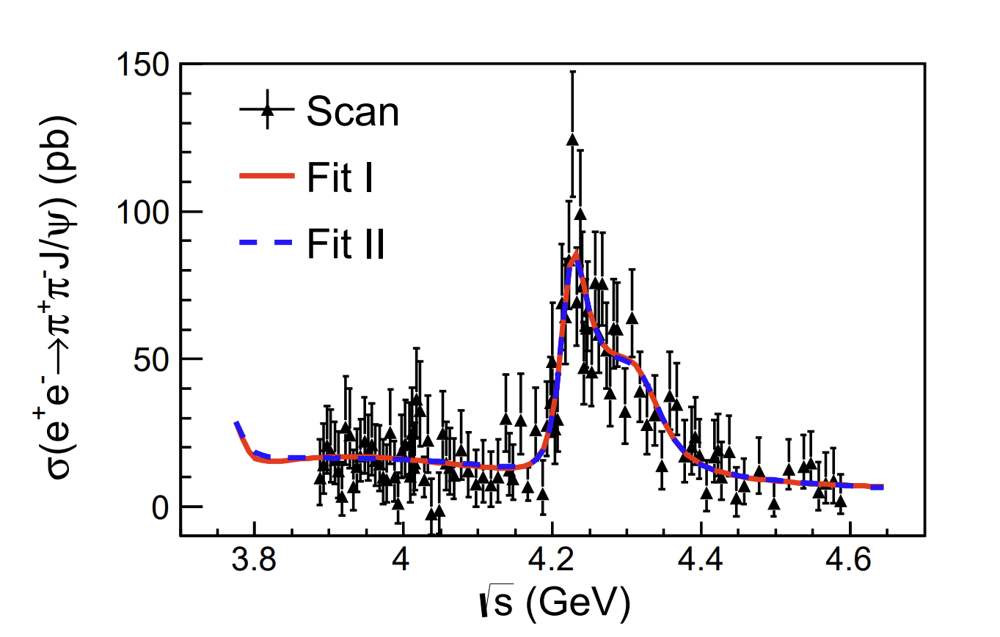 150
100
50
0
σ(e⁺e⁻→π⁺π⁻J/ψ) (pb)
Scan
Fit I
Fit II
3.8 4 4.2 4.4 4.6
√s (GeV)